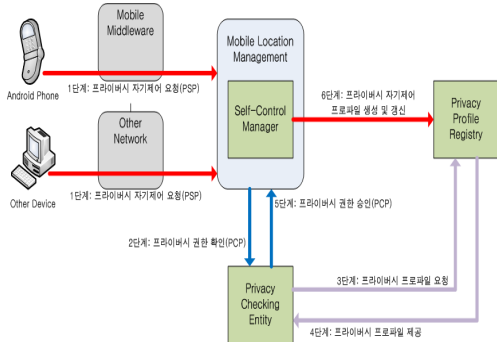 Mobile
Middleware
Mobile Location
Management
Android Phone
1단계: 프라이버시 자기제어 요청(PSP)
6단계: 프라이버시 자기제어
프로파일 생성 및 갱신
Privacy
Profile
Registry
Self-Control
Manager
Other
Network
Other Device
1단계: 프라이버시 자기제어 요청(PSP)
5단계: 프라이버시 권한 승인(PCP)
2단계: 프라이버시 권한 확인(PCP)
3단계: 프라이버시 프로파일 요청
Privacy
Checking
Entity
4단계: 프라이버시 프로파일 제공